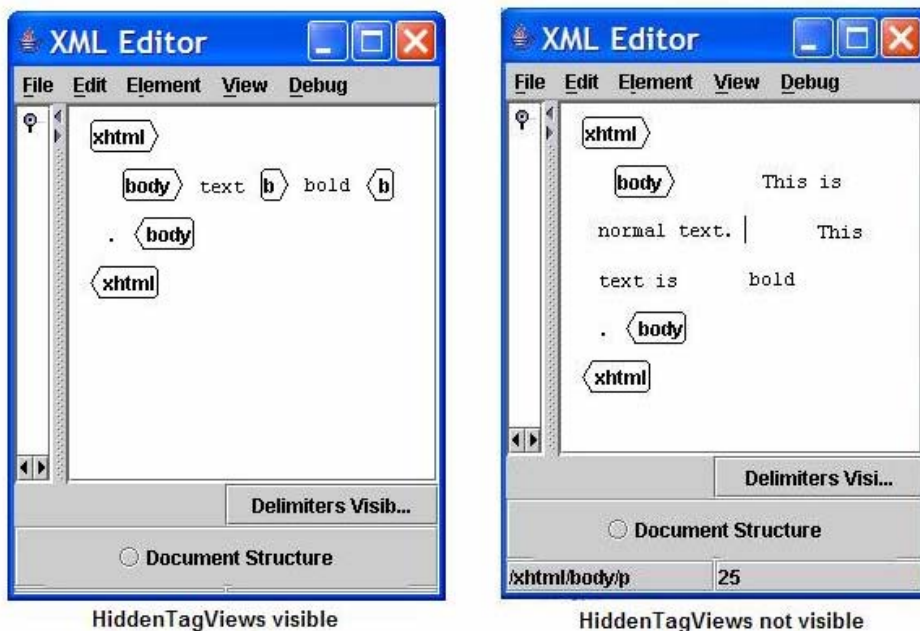 XML Editor
File Edit Element View Debug
xhtml
body text b bold b
. body
xhtml
Delimiters Visib...
Document Structure
HiddenTagViews visible
XML Editor
File Edit Element View Debug
xhtml
body This is
normal text. This
text is bold
. body
xhtml
Delimiters Visi...
Document Structure
/xhtml/body/p 25
HiddenTagViews not visible